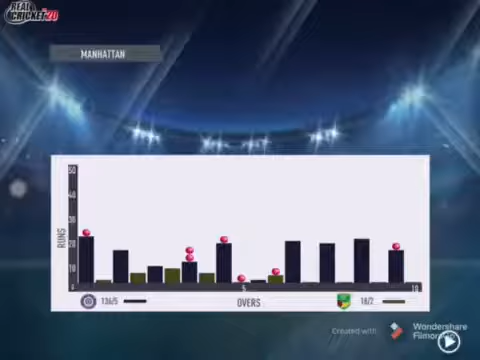 REAL
CRICKET 20
MANHATTAN
50
40
30
20
10
0
RUNS
5
10
136/5
OVERS
18/2
Created with
Wondershare
Filmora